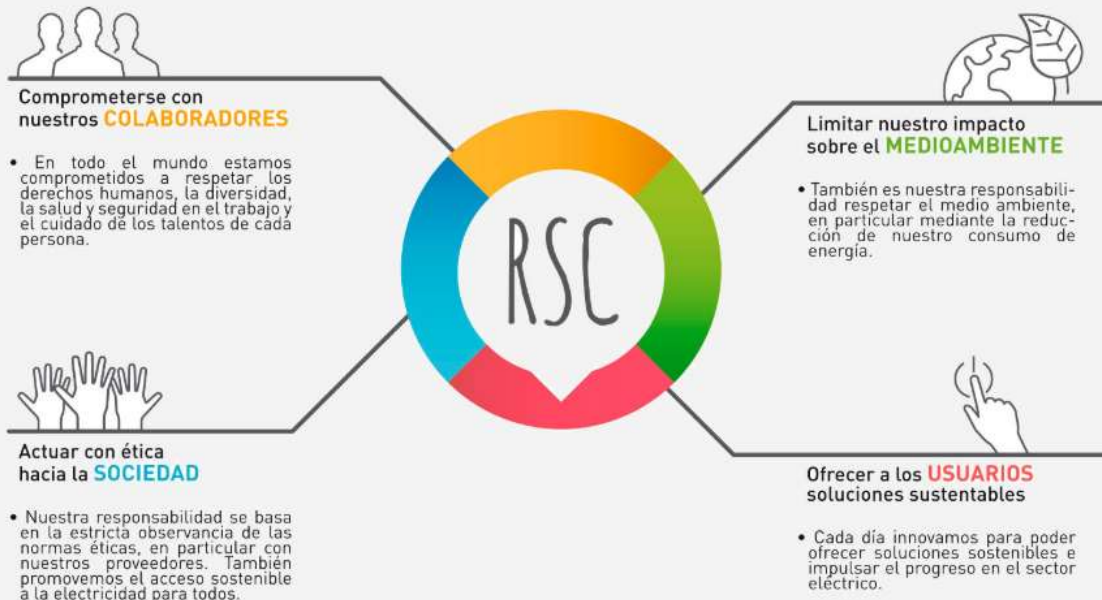 Comprometerse con
nuestros COLABORADORES
• En todo el mundo estamos
comprometidos a respetar los
derechos humanos, la diversidad,
la salud y seguridad en el trabajo y
el cuidado de los talentos de cada
persona.
Limitar nuestro impacto
sobre el MEDIOAMBIENTE
• También es nuestra responsabili-
dad respetar el medio ambiente,
en particular mediante la reduc-
ción de nuestro consumo de
energía.
RSC
Actuar con ética
hacia la SOCIEDAD
• Nuestra responsabilidad se basa
en la estricta observancia de las
normas éticas, en particular con
nuestros proveedores. También
promovemos el acceso sostenible
a la electricidad para todos.
Ofrecer a los USUARIOS
soluciones sustentables
• Cada día innovamos para poder
ofrecer soluciones sostenibles e
impulsar el progreso en el sector
eléctrico.